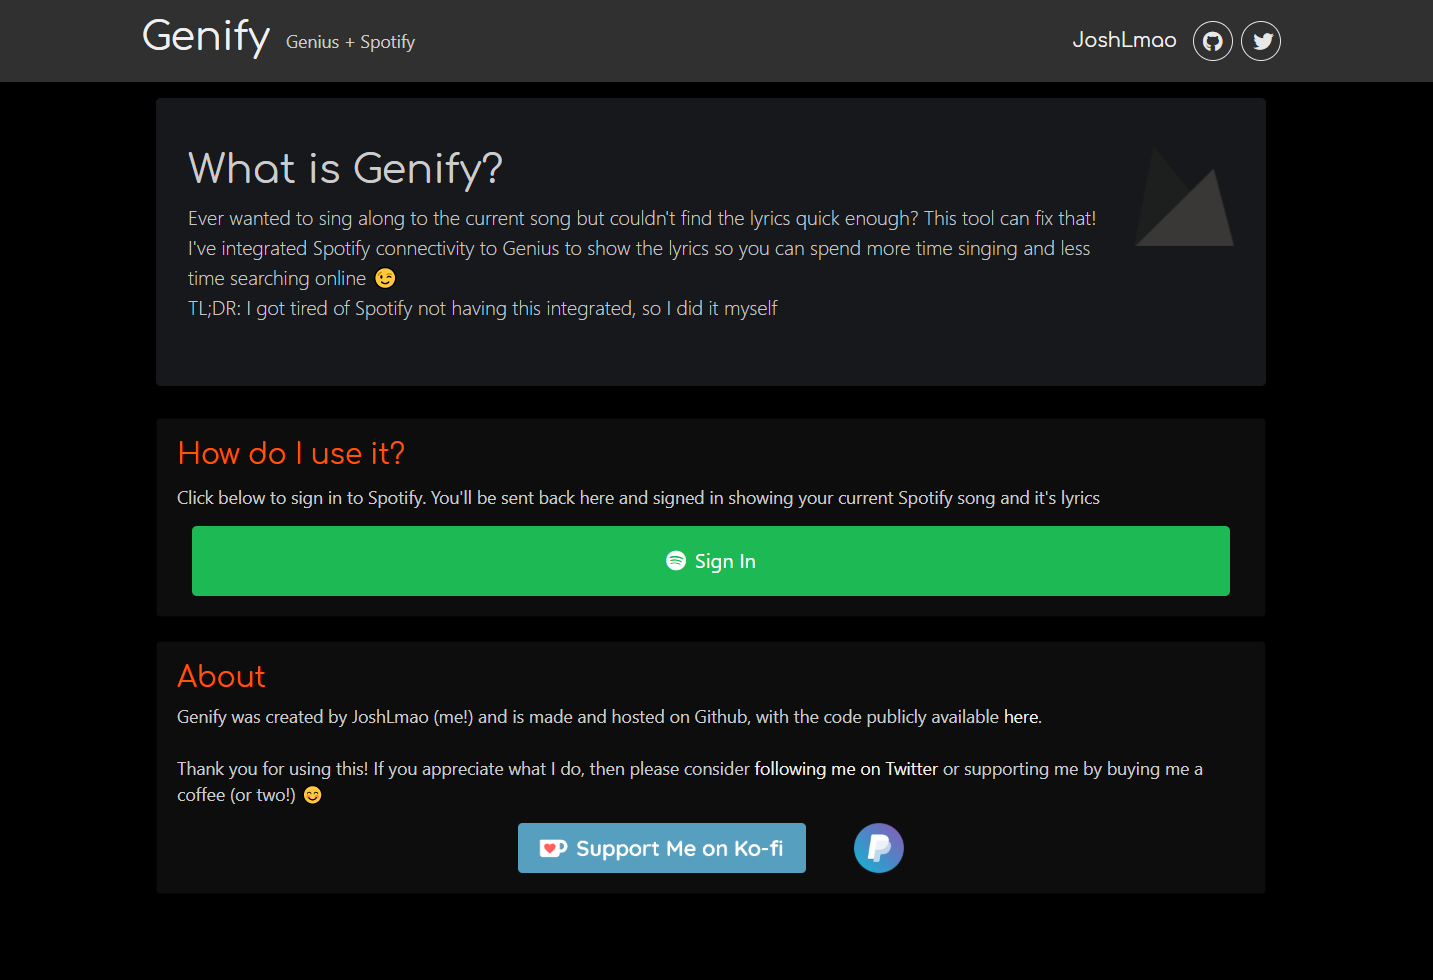 Genify Genius + Spotify JoshLmao
What is Genify?
Ever wanted to sing along to the current song but couldn't find the lyrics quick enough? This tool can fix that!
I've integrated Spotify connectivity to Genius to show the lyrics so you can spend more time singing and less
time searching online 😉
TL;DR: I got tired of Spotify not having this integrated, so I did it myself
How do I use it?
Click below to sign in to Spotify. You'll be sent back here and signed in showing your current Spotify song and it's lyrics
Sign In
About
Genify was created by JoshLmao (me!) and is made and hosted on Github, with the code publicly available here.
Thank you for using this! If you appreciate what I do, then please consider following me on Twitter or supporting me by buying me a
coffee (or two!) 😊
Support Me on Ko-fi